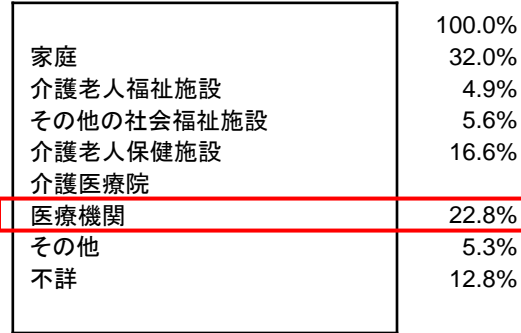 100.0%
家庭 32.0%
介護老人福祉施設 4.9%
その他の社会福祉施設 5.6%
介護老人保健施設 16.6%
介護医療院
医療機関 22.8%
その他 5.3%
不詳 12.8%